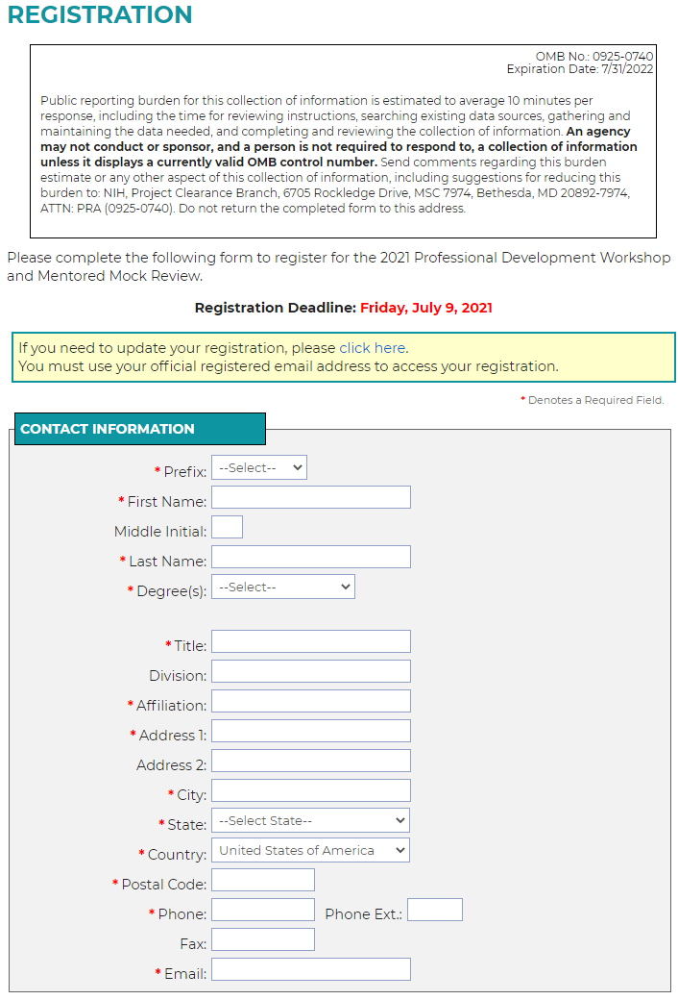 REGISTRATION
OMB No.: 0925-0740
Expiration Date: 7/31/2022
Public reporting burden for this collection of information is estimated to average 10 minutes per
response, including the time for reviewing instructions, searching existing data sources, gathering and
maintaining the data needed, and completing and reviewing the collection of information. An agency
may not conduct or sponsor, and a person is not required to respond to, a collection of information
unless it displays a currently valid OMB control number. Send comments regarding this burden
estimate or any other aspect of this collection of information, including suggestions for reducing this
burden to: NIH, Project Clearance Branch, 6705 Rockledge Drive, MSC 7974, Bethesda, MD 20892-7974,
ATTN: PRA (0925-0740). Do not return the completed form to this address.
Please complete the following form to register for the 2021 Professional Development Workshop
and Mentored Mock Review.
Registration Deadline: Friday, July 9, 2021
If you need to update your registration, please click here.
You must use your official registered email address to access your registration.
* Denotes a Required Field.
CONTACT INFORMATION
* Prefix: --Select--
* First Name:
Middle Initial:
* Last Name:
* Degree(s): --Select--
* Title:
Division:
* Affiliation:
* Address 1:
Address 2:
* City:
* State: --Select State--
* Country: United States of America
* Postal Code:
* Phone: Phone Ext.:
Fax:
* Email: